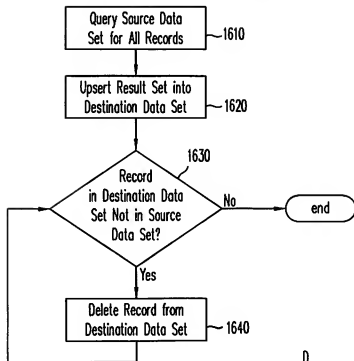 Query Source Data
Set for All Records
1610
Upsert Result Set into
Destination Data Set
1620
1630
Record
in Destination Data
Set Not in Source
Data Set?
No
end
Yes
Delete Record from
Destination Data Set
1640
D